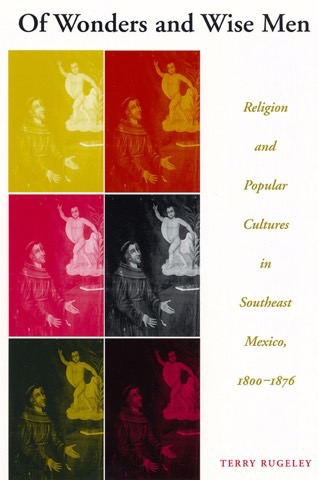 Of Wonders and Wise Men
Religion
and
Popular
Cultures
in
Southeast
Mexico,
1800–1876
TERRY RUGELEY